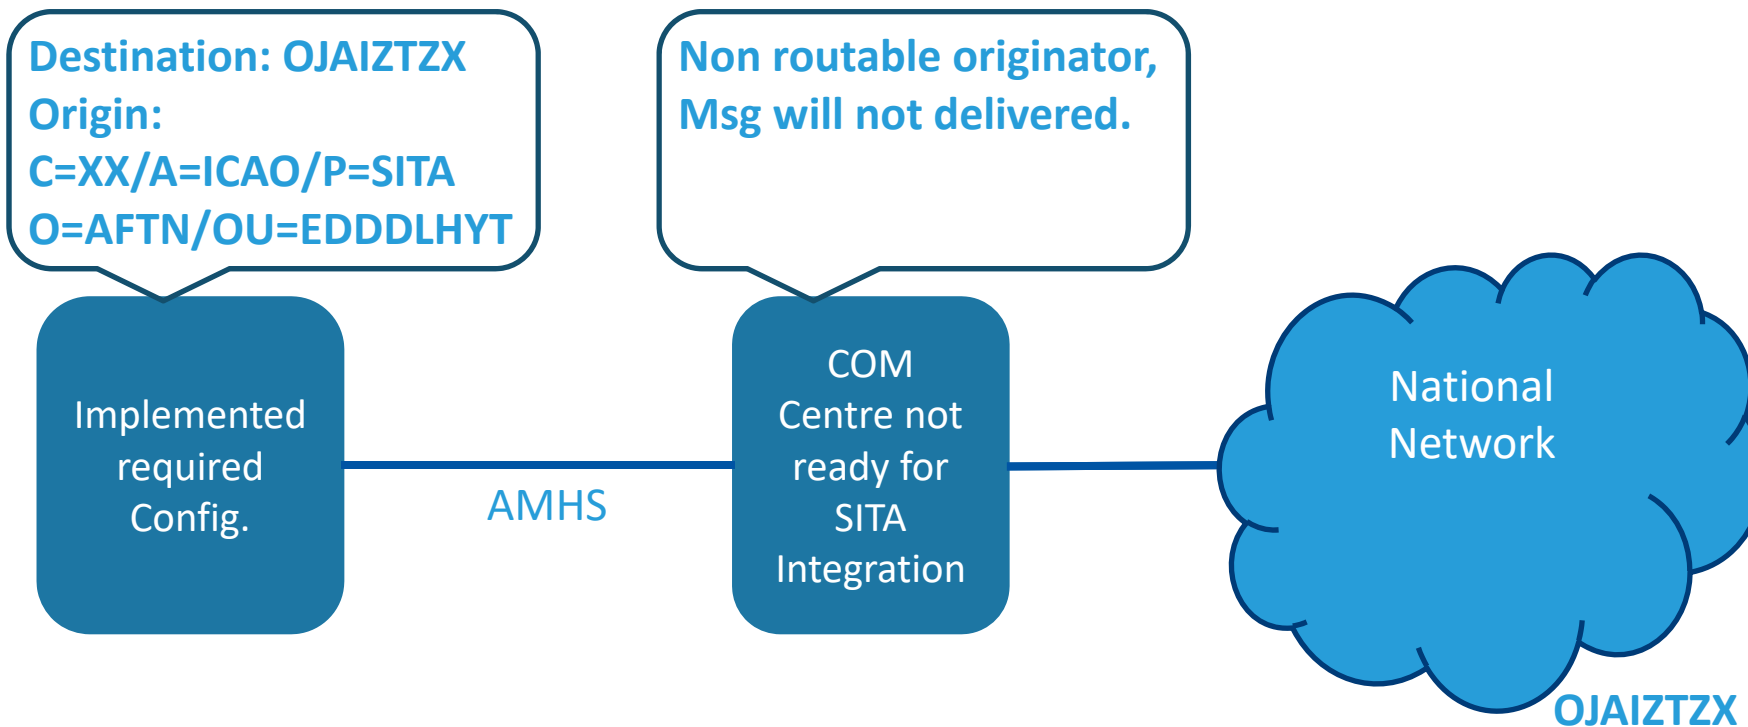 Destination: OJAIZTZX
Origin:
C=XX/A=ICAO/P=SITA
O=AFTN/OU=EDDDLHYT
Non routable originator,
Msg will not delivered.
Implemented
required
Config.
AMHS
COM
Centre not
ready for
SITA
Integration
National
Network
OJAIZTZX